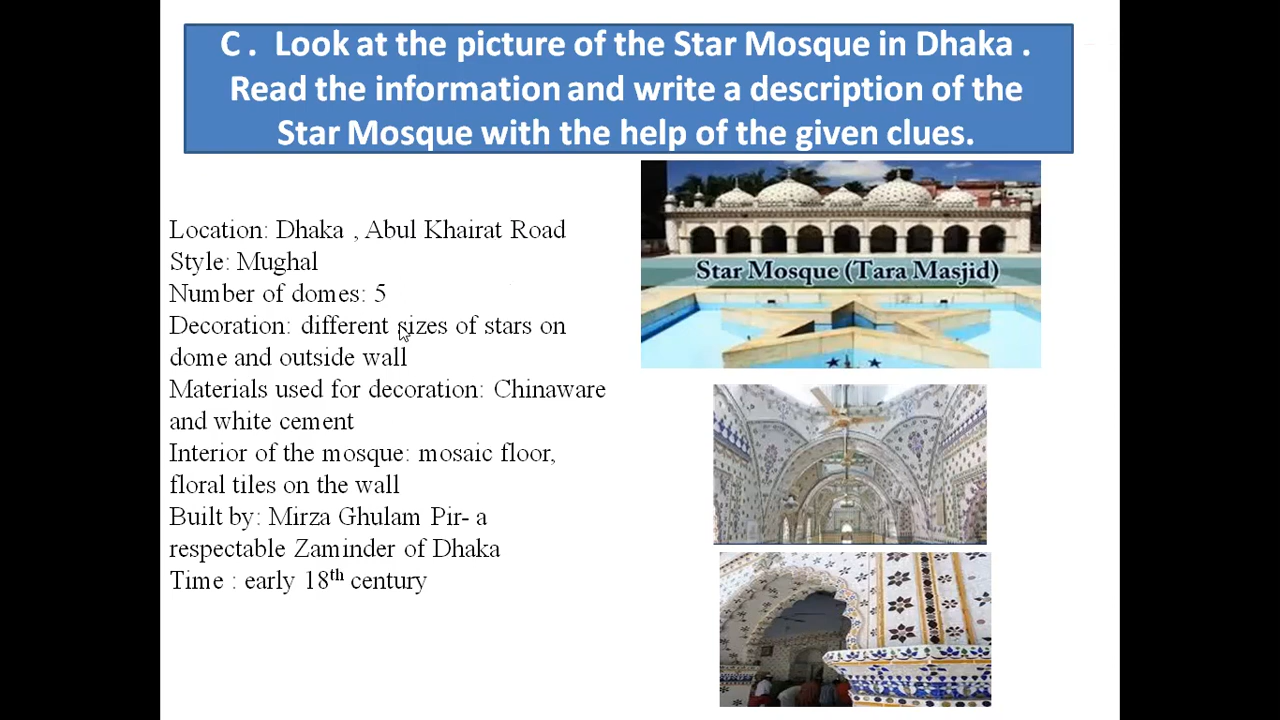 C .  Look at the picture of the Star Mosque in Dhaka .
Read the information and write a description of the
Star Mosque with the help of the given clues.
Location: Dhaka , Abul Khairat Road
Style: Mughal
Number of domes: 5
Decoration: different sizes of stars on
dome and outside wall
Materials used for decoration: Chinaware
and white cement
Interior of the mosque: mosaic floor,
floral tiles on the wall
Built by: Mirza Ghulam Pir- a
respectable Zaminder of Dhaka
Time : early 18th century
Star Mosque (Tara Masjid)